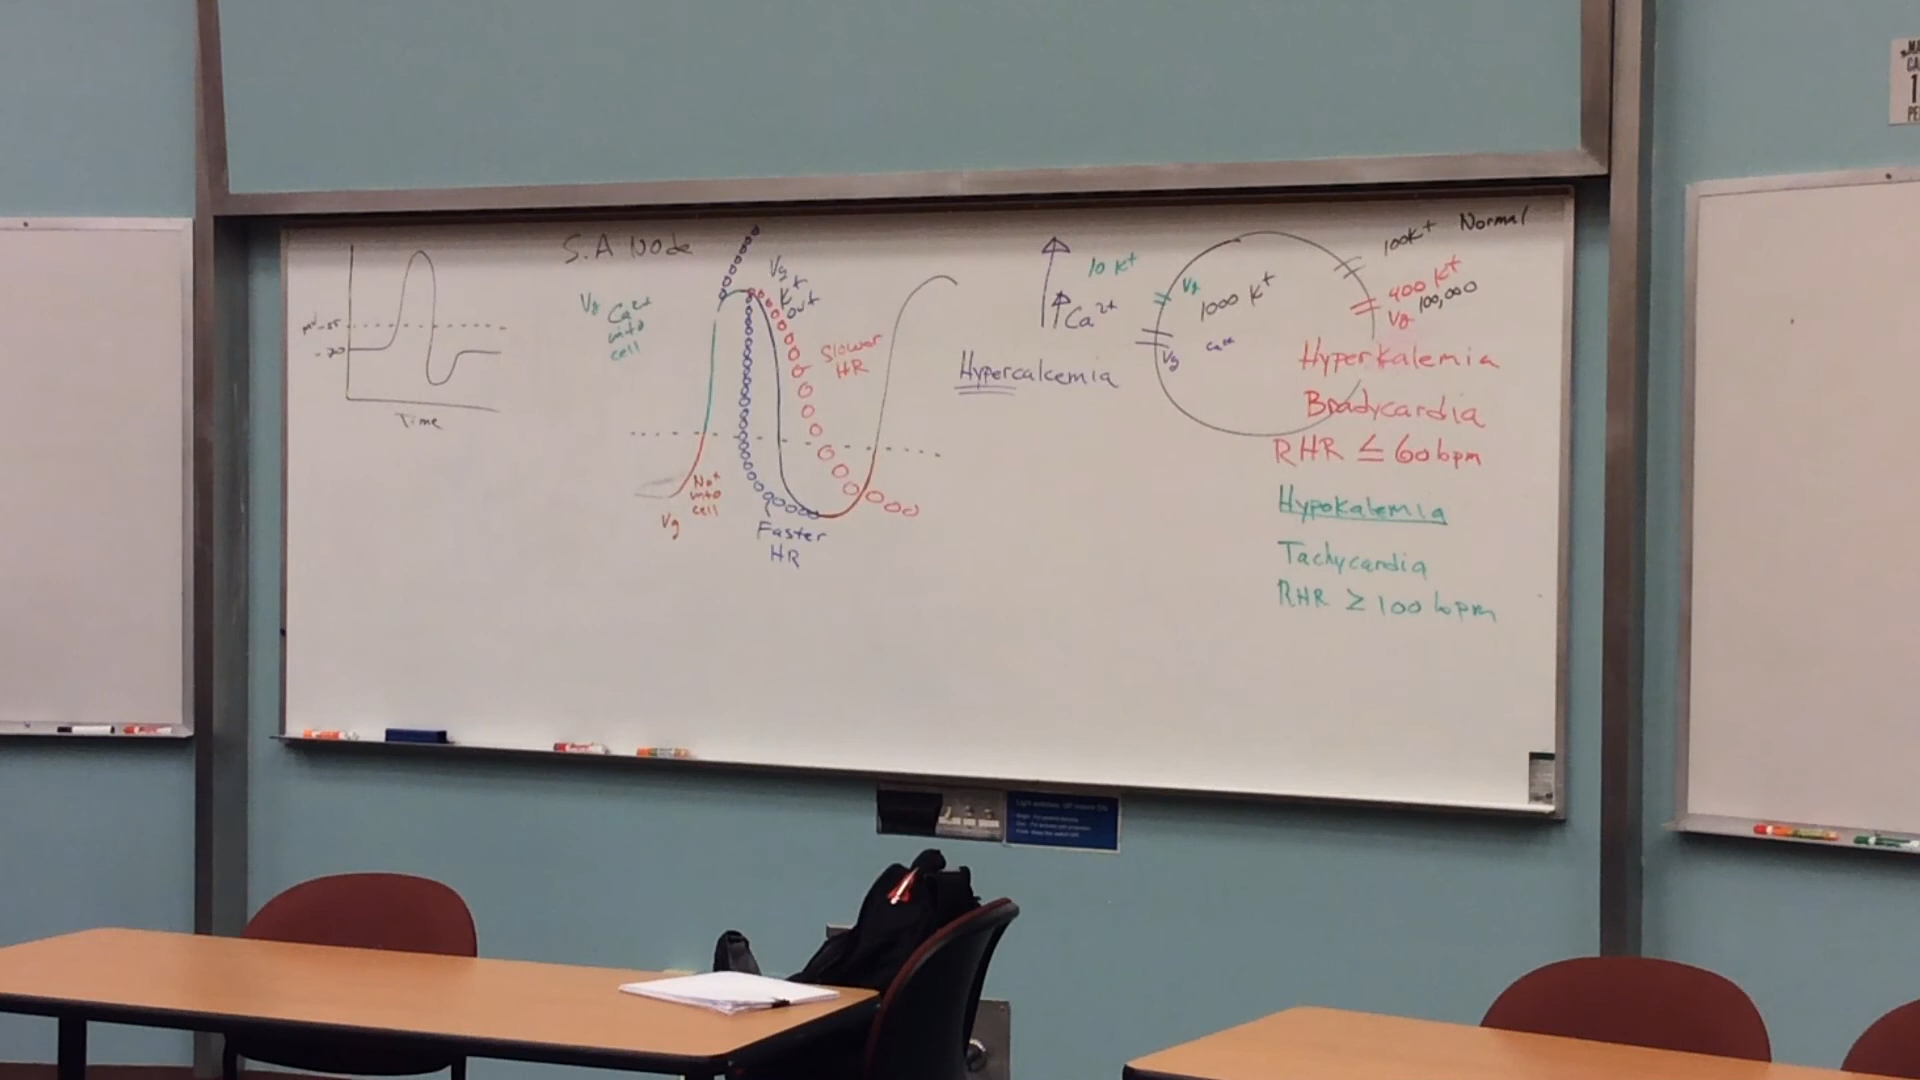 S.A Node
mV -55
-70
Time
Vg Ca2+
into
cell
Vg
K+
out
Slower
HR
Na+
into
cell
Vg
Faster
HR
10 K+
Ca2+
Hypercalcemia
Vg
1000 K+
Vg
100K+ Normal
400 K+
100,000
Vg
Hyperkalemia
Bradycardia
RHR ≤ 60bpm
Hypokalemia
Tachycardia
RHR ≥ 100 bpm